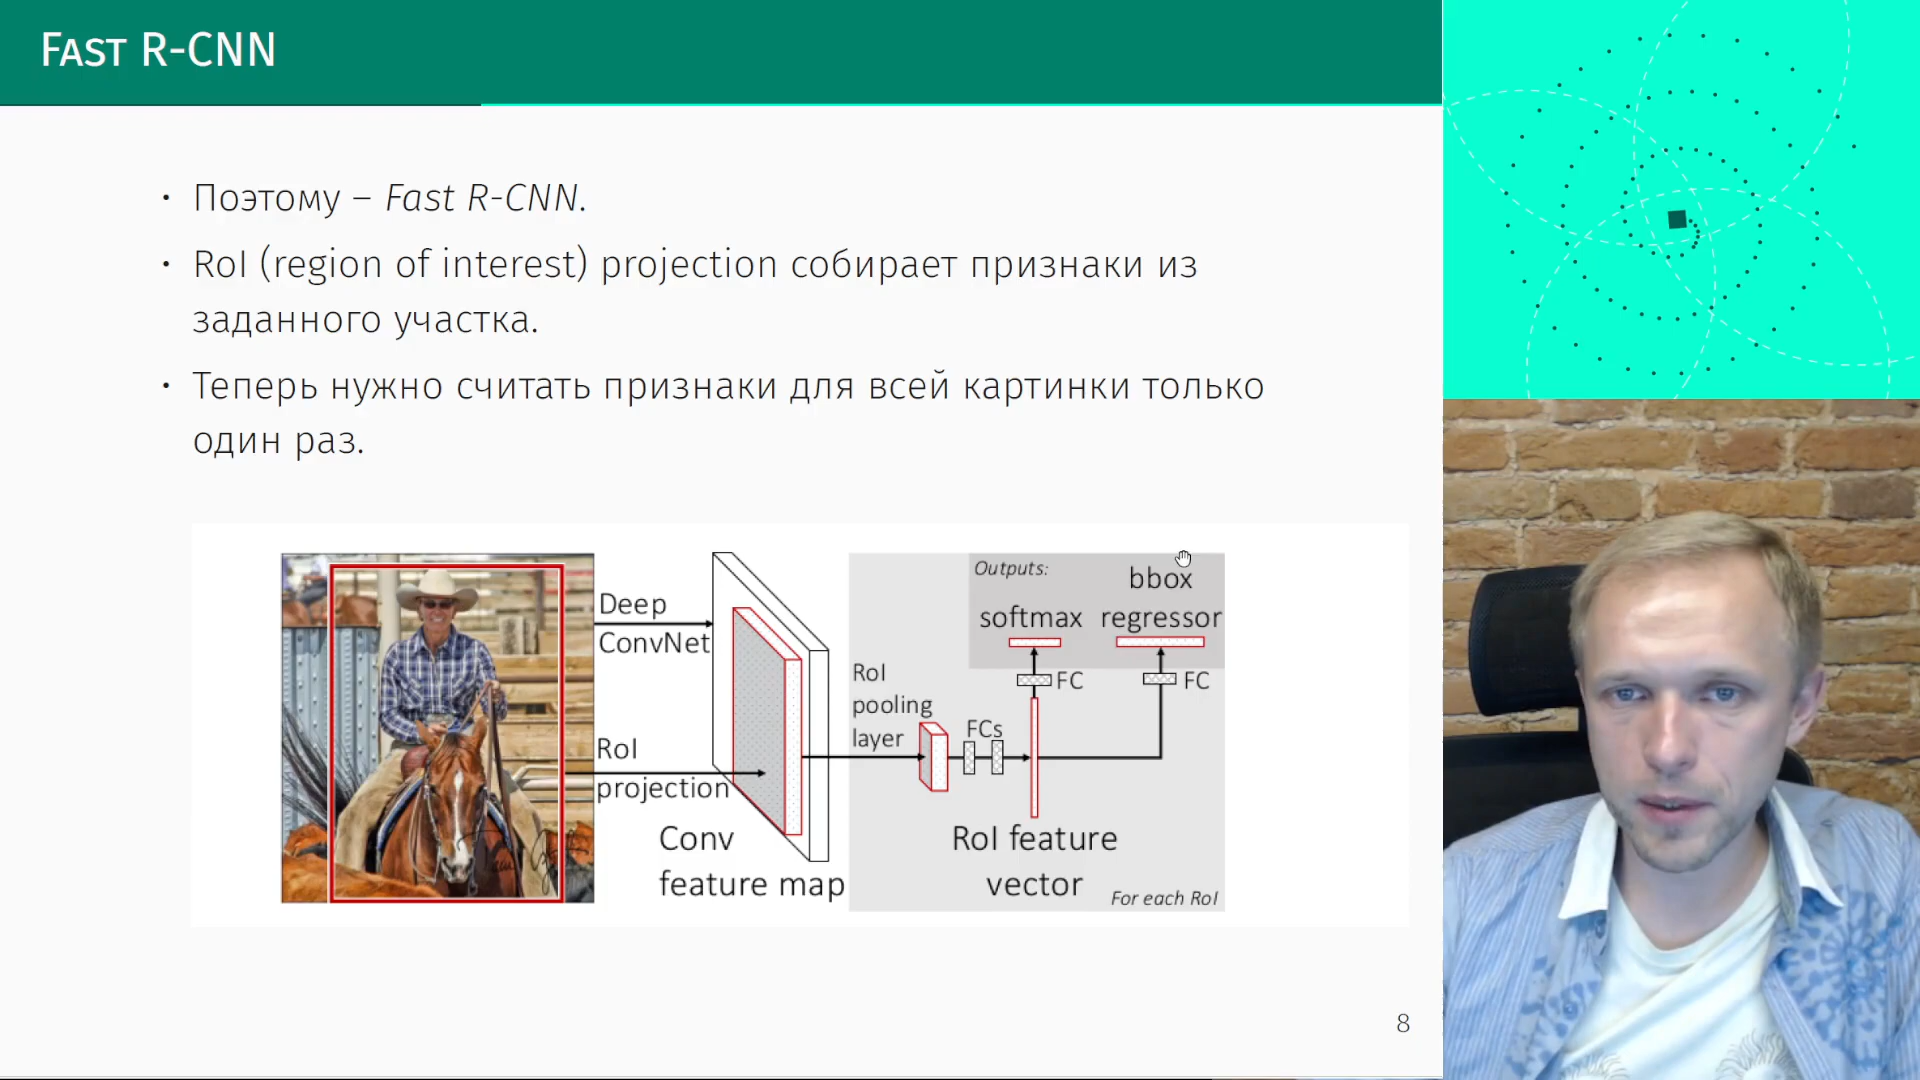 FAST R-CNN
• Поэтому – Fast R-CNN.
• RoI (region of interest) projection собирает признаки из
заданного участка.
• Теперь нужно считать признаки для всей картинки только
один раз.
Deep
ConvNet
RoI
projection
Conv
feature map
RoI
pooling
layer
FCs
Outputs:
softmax
bbox
regressor
FC
FC
RoI feature
vector
For each RoI
8